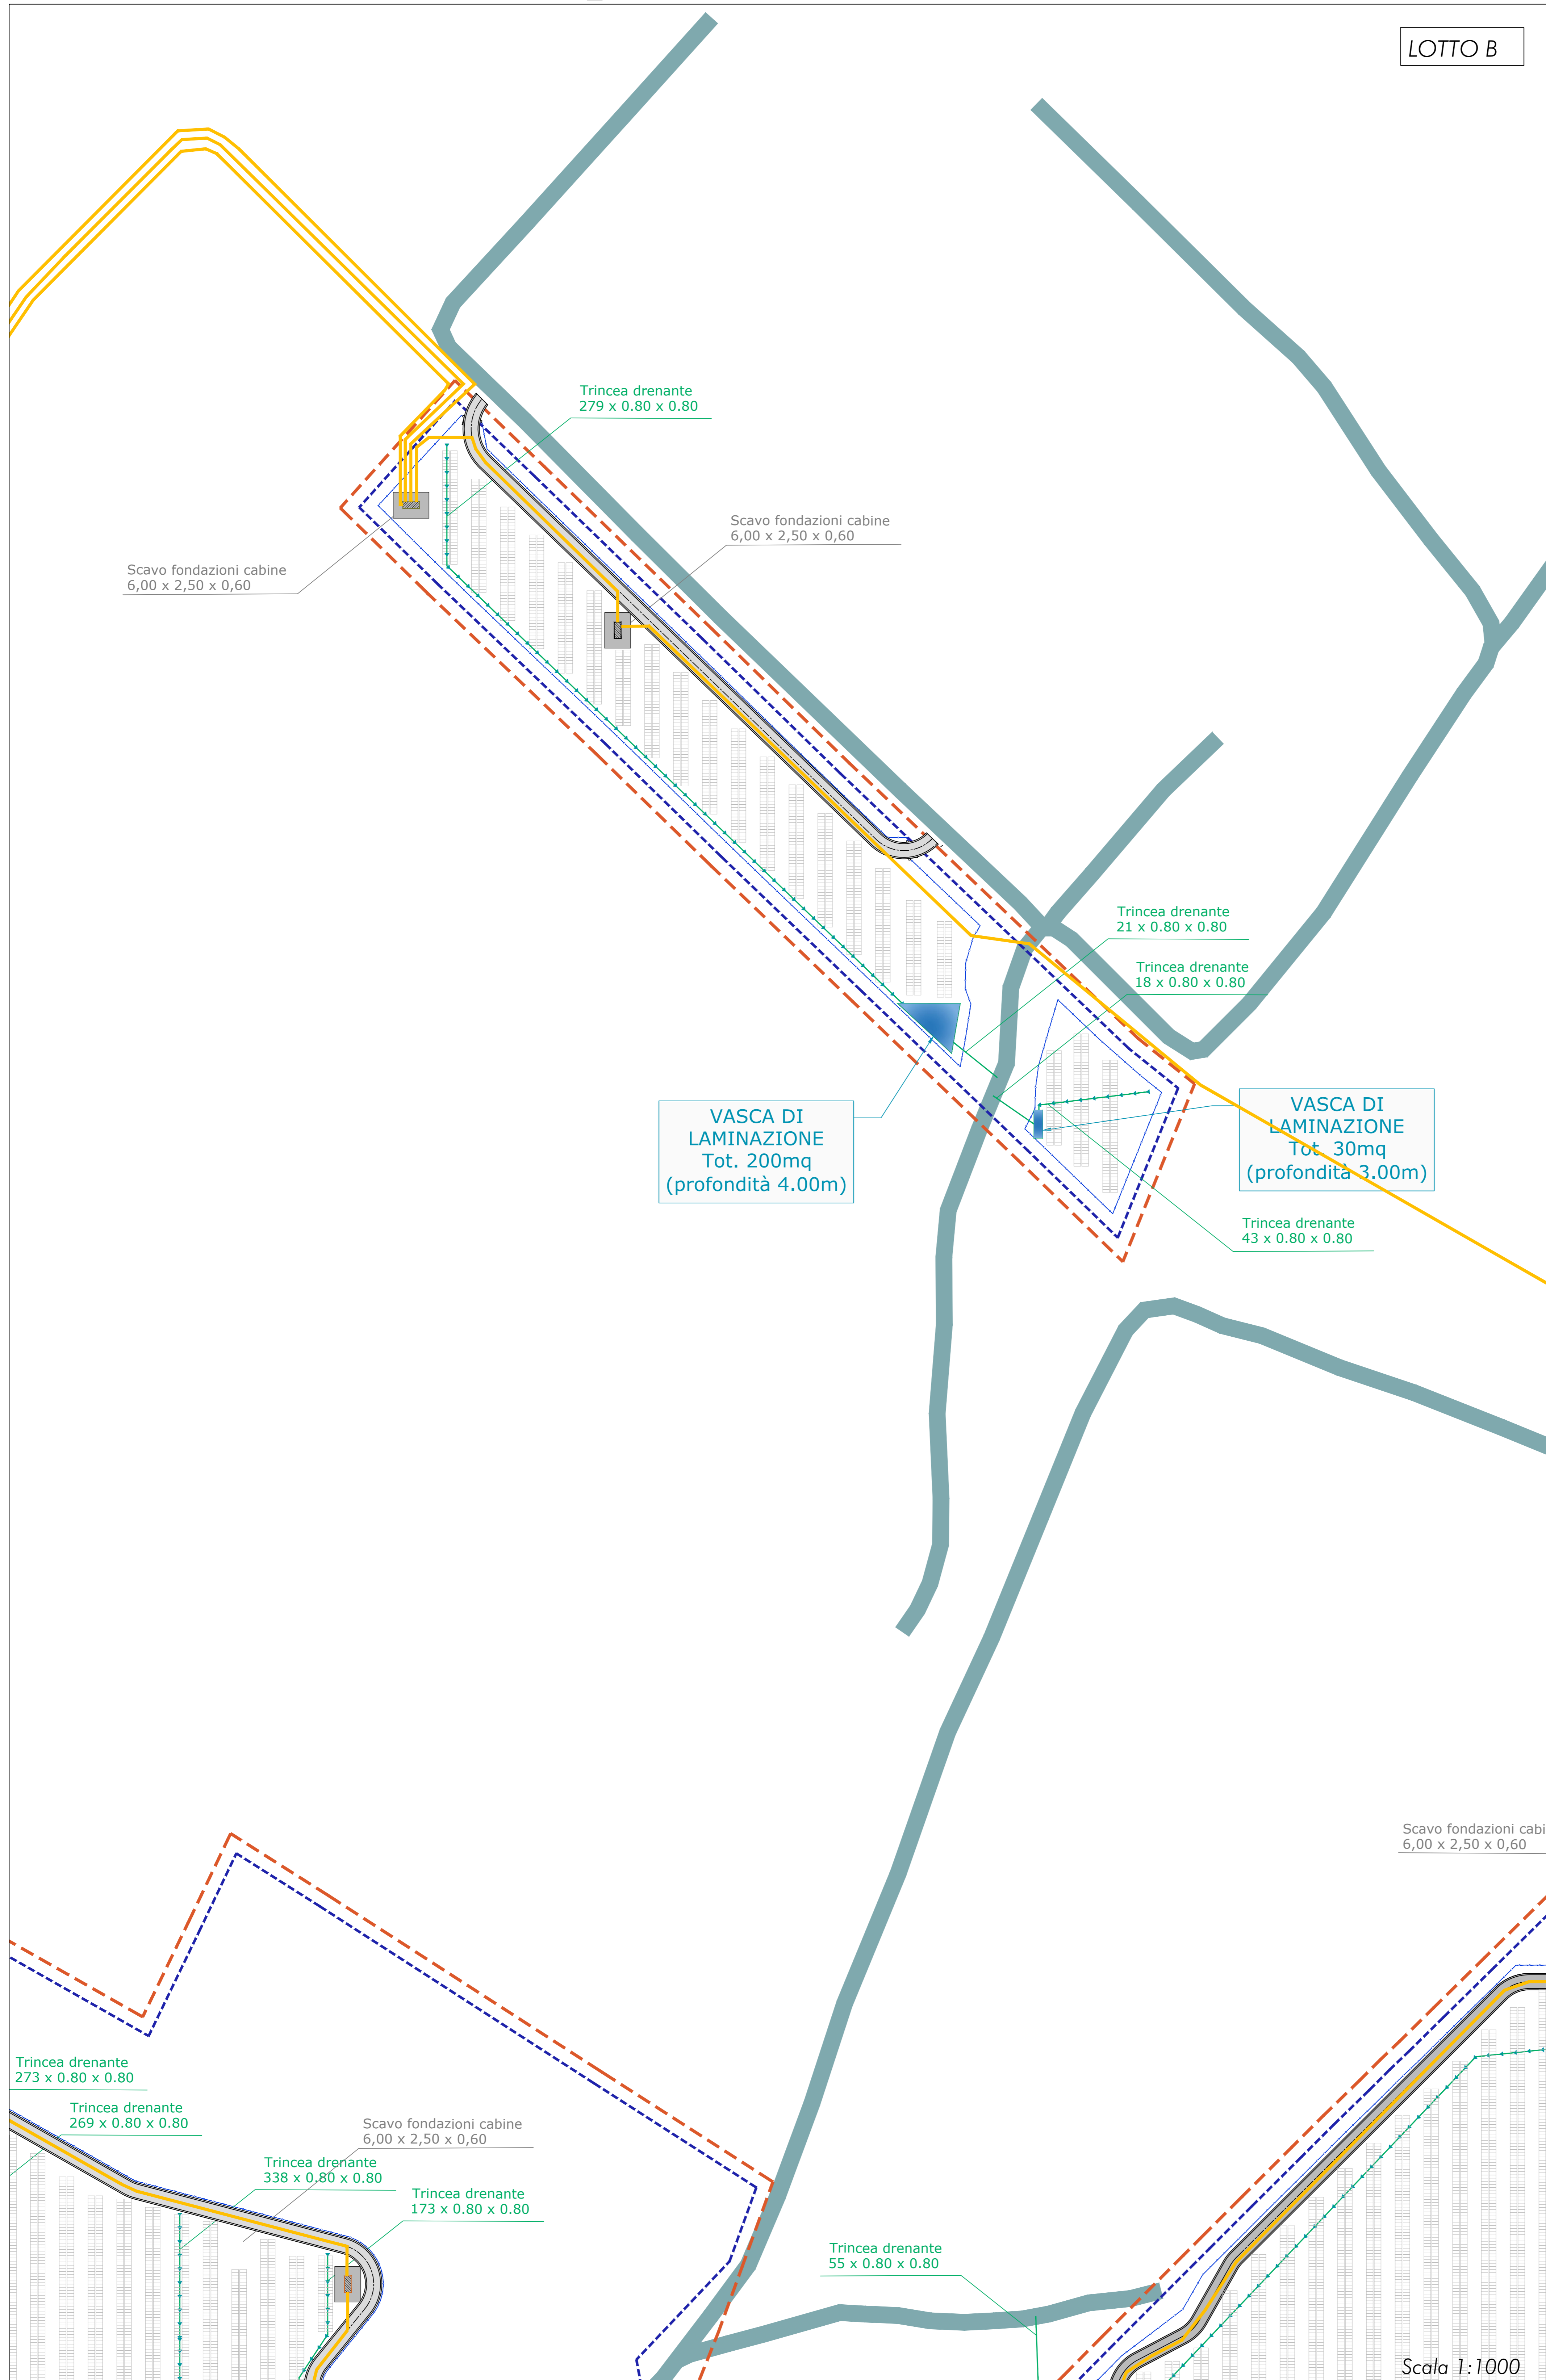 LOTTO B
Trincea drenante
279 x 0.80 x 0.80
Scavo fondazioni cabine
6,00 x 2,50 x 0,60
Scavo fondazioni cabine
6,00 x 2,50 x 0,60
Trincea drenante
21 x 0.80 x 0.80
Trincea drenante
18 x 0.80 x 0.80
VASCA DI
LAMINAZIONE
Tot. 200mq
(profondità 4.00m)
VASCA DI
LAMINAZIONE
Tot. 30mq
(profondità 3.00m)
Trincea drenante
43 x 0.80 x 0.80
Scavo fondazioni cabi
6,00 x 2,50 x 0,60
Trincea drenante
273 x 0.80 x 0.80
Trincea drenante
269 x 0.80 x 0.80
Scavo fondazioni cabine
6,00 x 2,50 x 0,60
Trincea drenante
338 x 0.80 x 0.80
Trincea drenante
173 x 0.80 x 0.80
Trincea drenante
55 x 0.80 x 0.80
Scala 1:1000